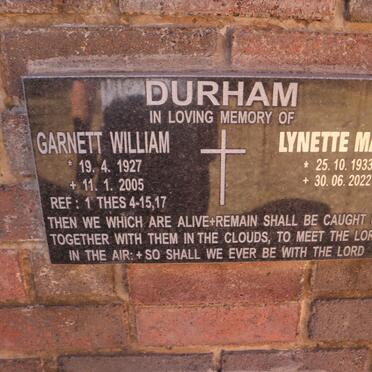 DURHAM
IN LOVING MEMORY OF
GARNETT WILLIAM
* 19. 4. 1927
+ 11. 1. 2005
REF : 1 THES 4-15,17
LYNETTE
* 25. 10. 1933
+ 30. 06. 2022
THEN WE WHICH ARE ALIVE+REMAIN SHALL BE CAUGHT
TOGETHER WITH THEM IN THE CLOUDS, TO MEET THE
IN THE AIR: + SO SHALL WE EVER BE WITH THE LORD